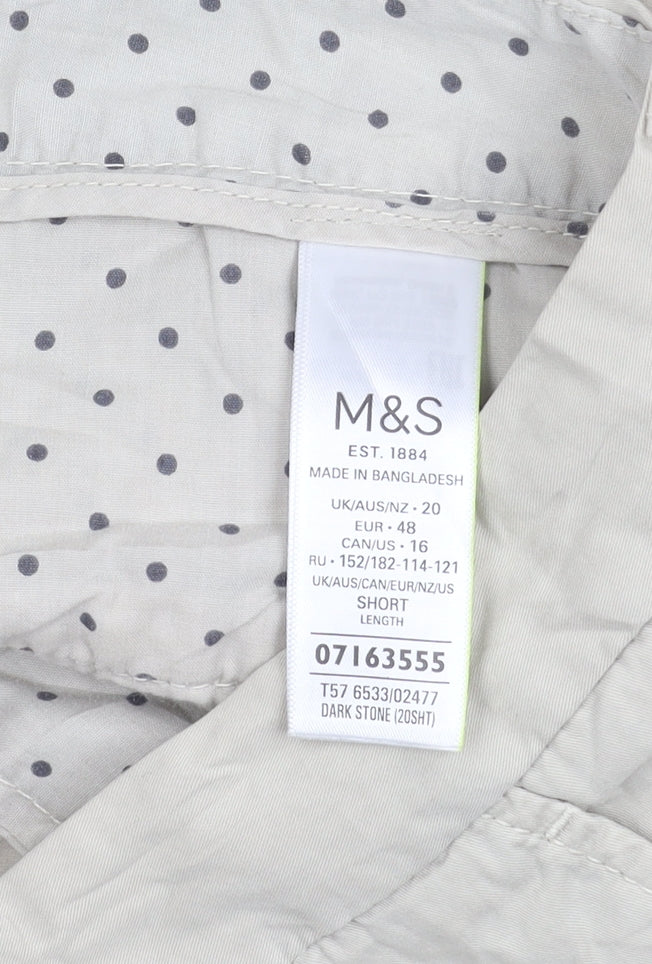 M&S
EST. 1884
MADE IN BANGLADESH
UK/AUS/NZ • 20
EUR • 48
CAN/US • 16
RU • 152/182-114-121
UK/AUS/CAN/EUR/NZ/US
SHORT
LENGTH
07163555
T57 6533/02477
DARK STONE (20SHT)